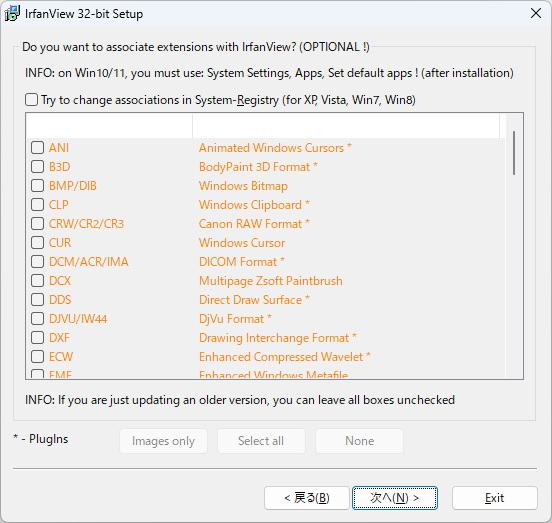 IrfanView 32-bit Setup
Do you want to associate extensions with IrfanView? (OPTIONAL !)
INFO: on Win10/11, you must use: System Settings, Apps, Set default apps ! (after installation)
Try to change associations in System-Registry (for XP, Vista, Win7, Win8)
ANI Animated Windows Cursors *
B3D BodyPaint 3D Format *
BMP/DIB Windows Bitmap
CLP Windows Clipboard *
CRW/CR2/CR3 Canon RAW Format *
CUR Windows Cursor
DCM/ACR/IMA DICOM Format *
DCX Multipage Zsoft Paintbrush
DDS Direct Draw Surface *
DJVU/IW44 DjVu Format *
DXF Drawing Interchange Format *
ECW Enhanced Compressed Wavelet *
EMF Enhanced Windows Metafile
INFO: If you are just updating an older version, you can leave all boxes unchecked
* - PlugIns Images only Select all None
< 戻る(B) 次へ(N) > Exit